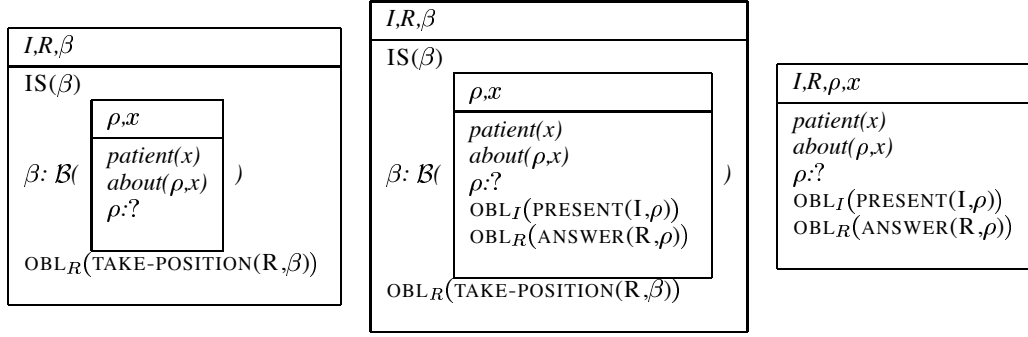 I,R,β
IS(β)
β: ℬ(
ρ,x
patient(x)
about(ρ,x)
ρ:?
)
OBL_R(TAKE-POSITION(R,β))
I,R,β
IS(β)
β: ℬ(
ρ,x
patient(x)
about(ρ,x)
ρ:?
OBL_I(PRESENT(I,ρ))
OBL_R(ANSWER(R,ρ))
)
OBL_R(TAKE-POSITION(R,β))
I,R,ρ,x
patient(x)
about(ρ,x)
ρ:?
OBL_I(PRESENT(I,ρ))
OBL_R(ANSWER(R,ρ))